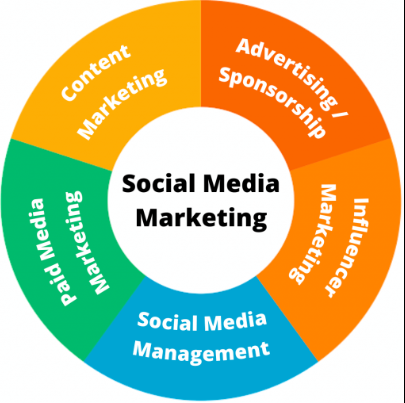 Social Media
Marketing
Advertising /
Sponsorship
Influencer
Marketing
Social Media
Management
Paid Media
Marketing
Content
Marketing